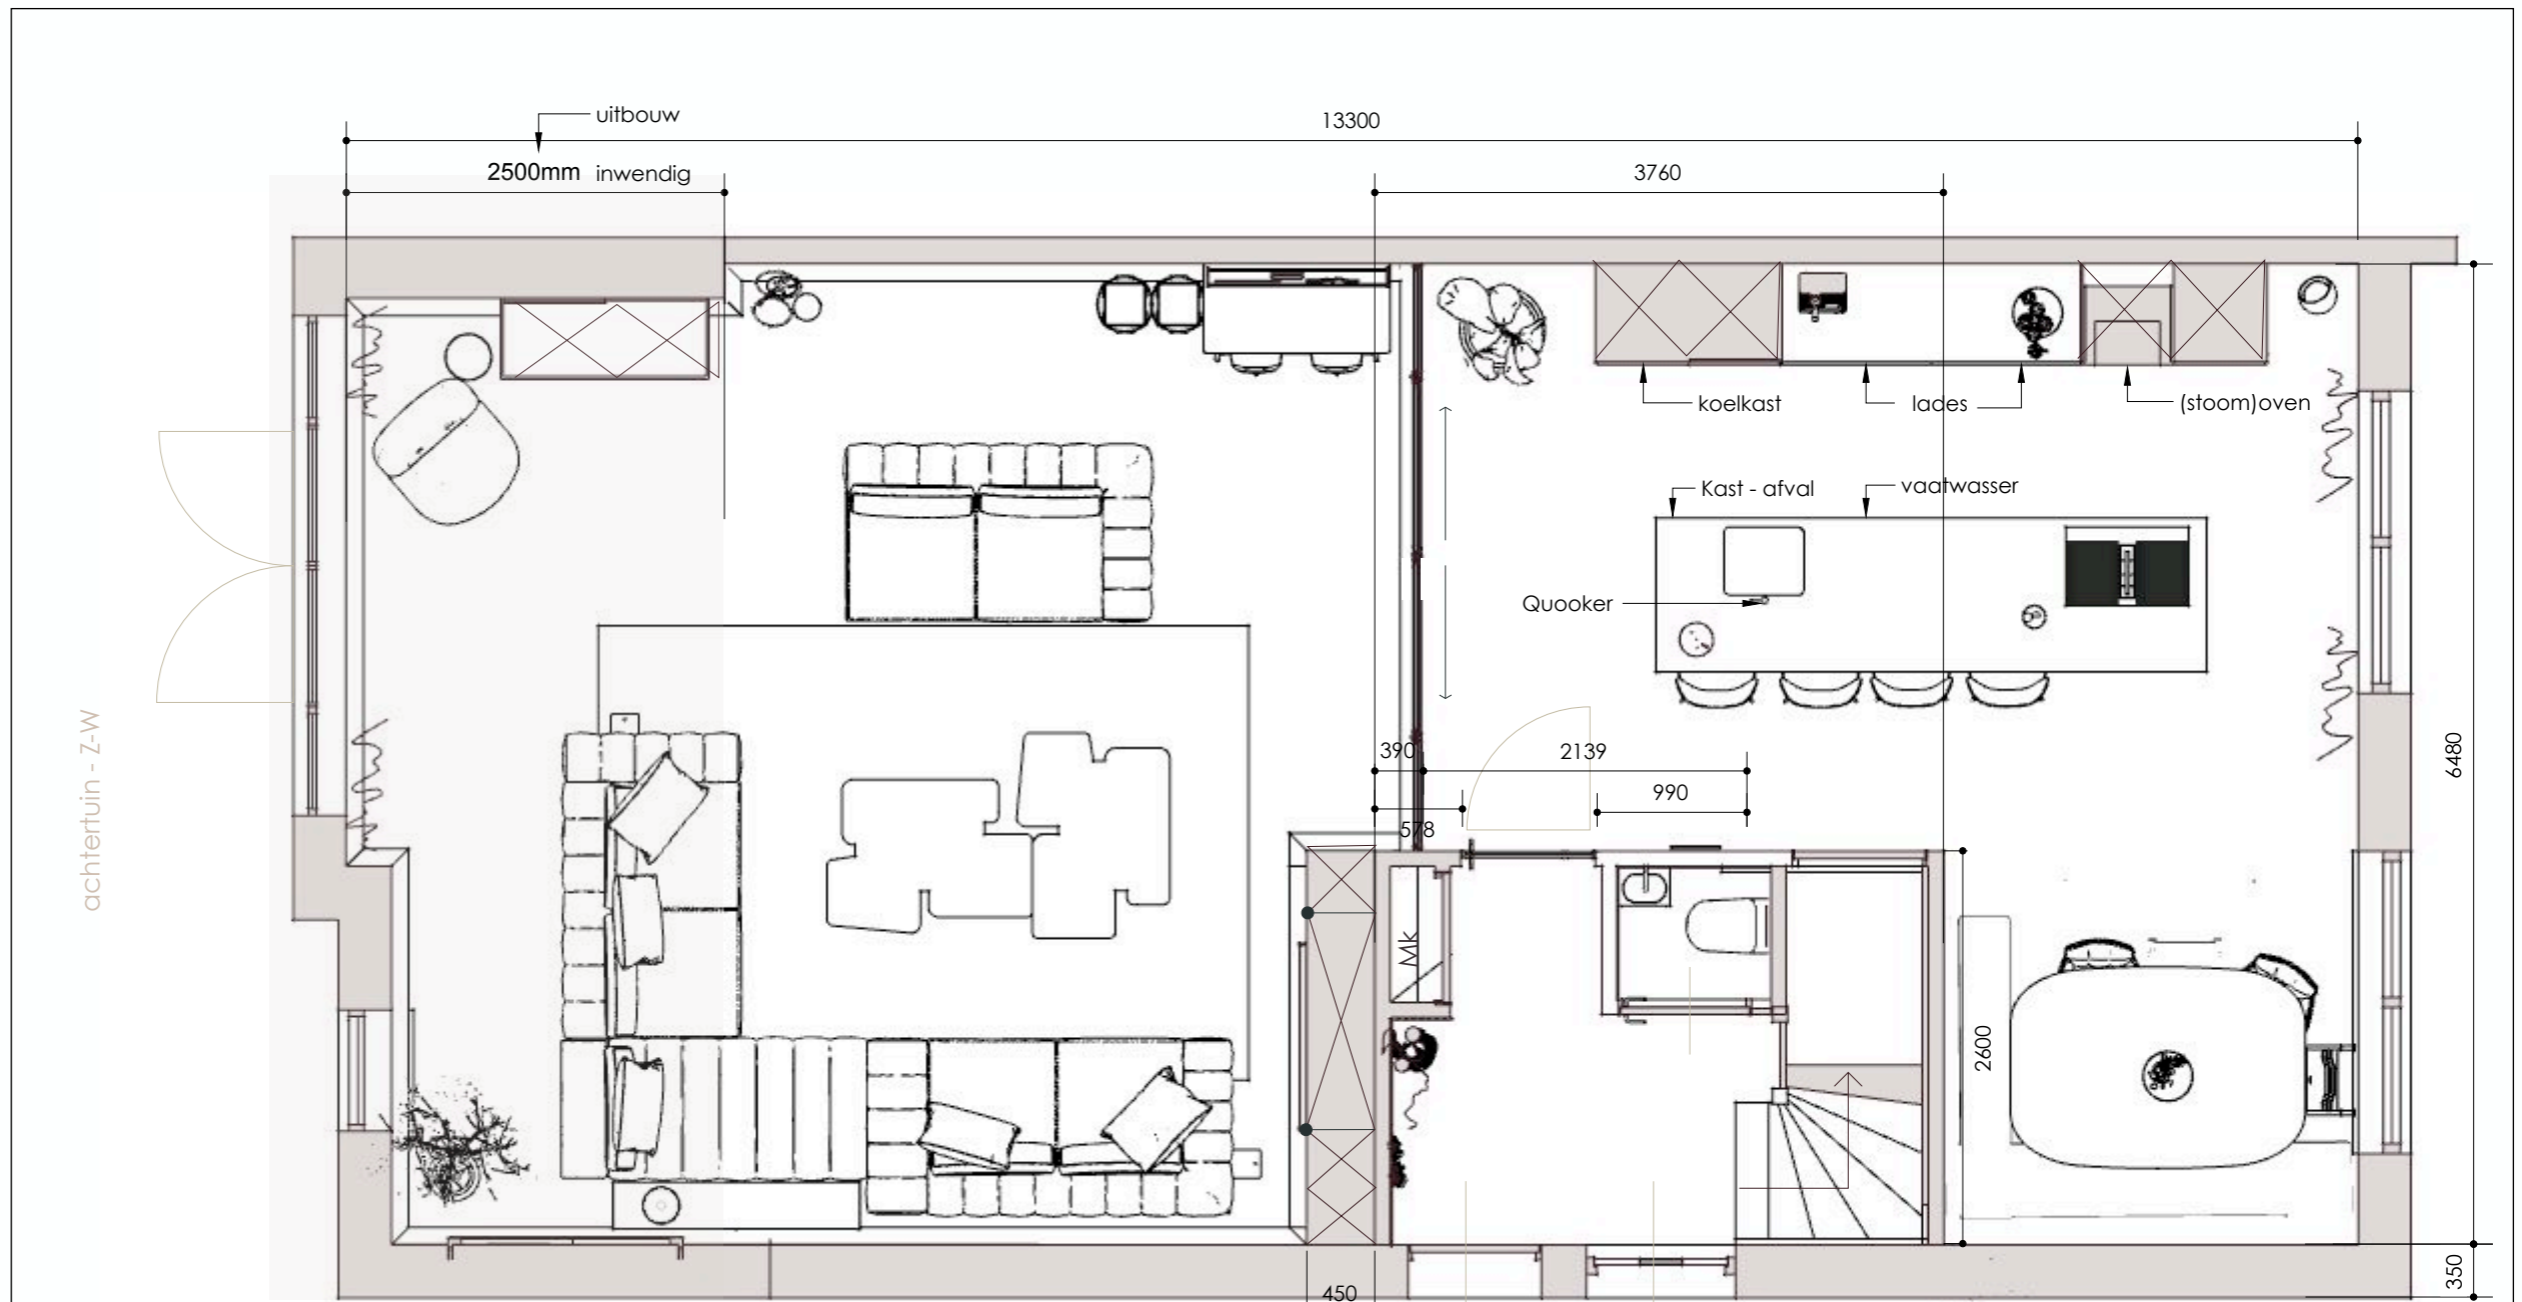 uitbouw
13300
2500mm inwendig
3760
koelkast
lades
(stoom)oven
Kast - afval
vaatwasser
Quooker
390
2139
990
578
6480
achtertuin - Z-W
Mk
2600
350
450